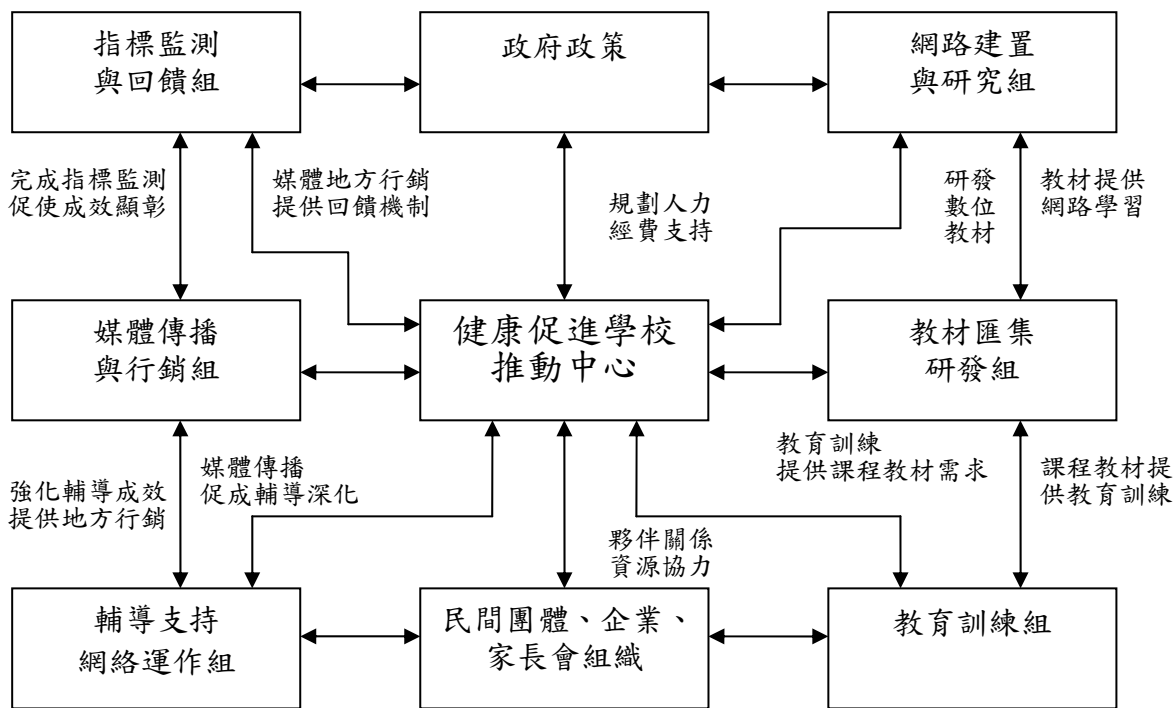 指標監測
與回饋組
政府政策
網路建置
與研究組
完成指標監測
促使成效顯彰
媒體地方行銷
提供回饋機制
規劃人力
經費支持
研發
數位
教材
教材提供
網路學習
媒體傳播
與行銷組
健康促進學校
推動中心
教材匯集
研發組
強化輔導成效
提供地方行銷
媒體傳播
促成輔導深化
夥伴關係
資源協力
教育訓練
提供課程教材需求
課程教材提
供教育訓練
輔導支持
網絡運作組
民間團體、企業、
家長會組織
教育訓練組